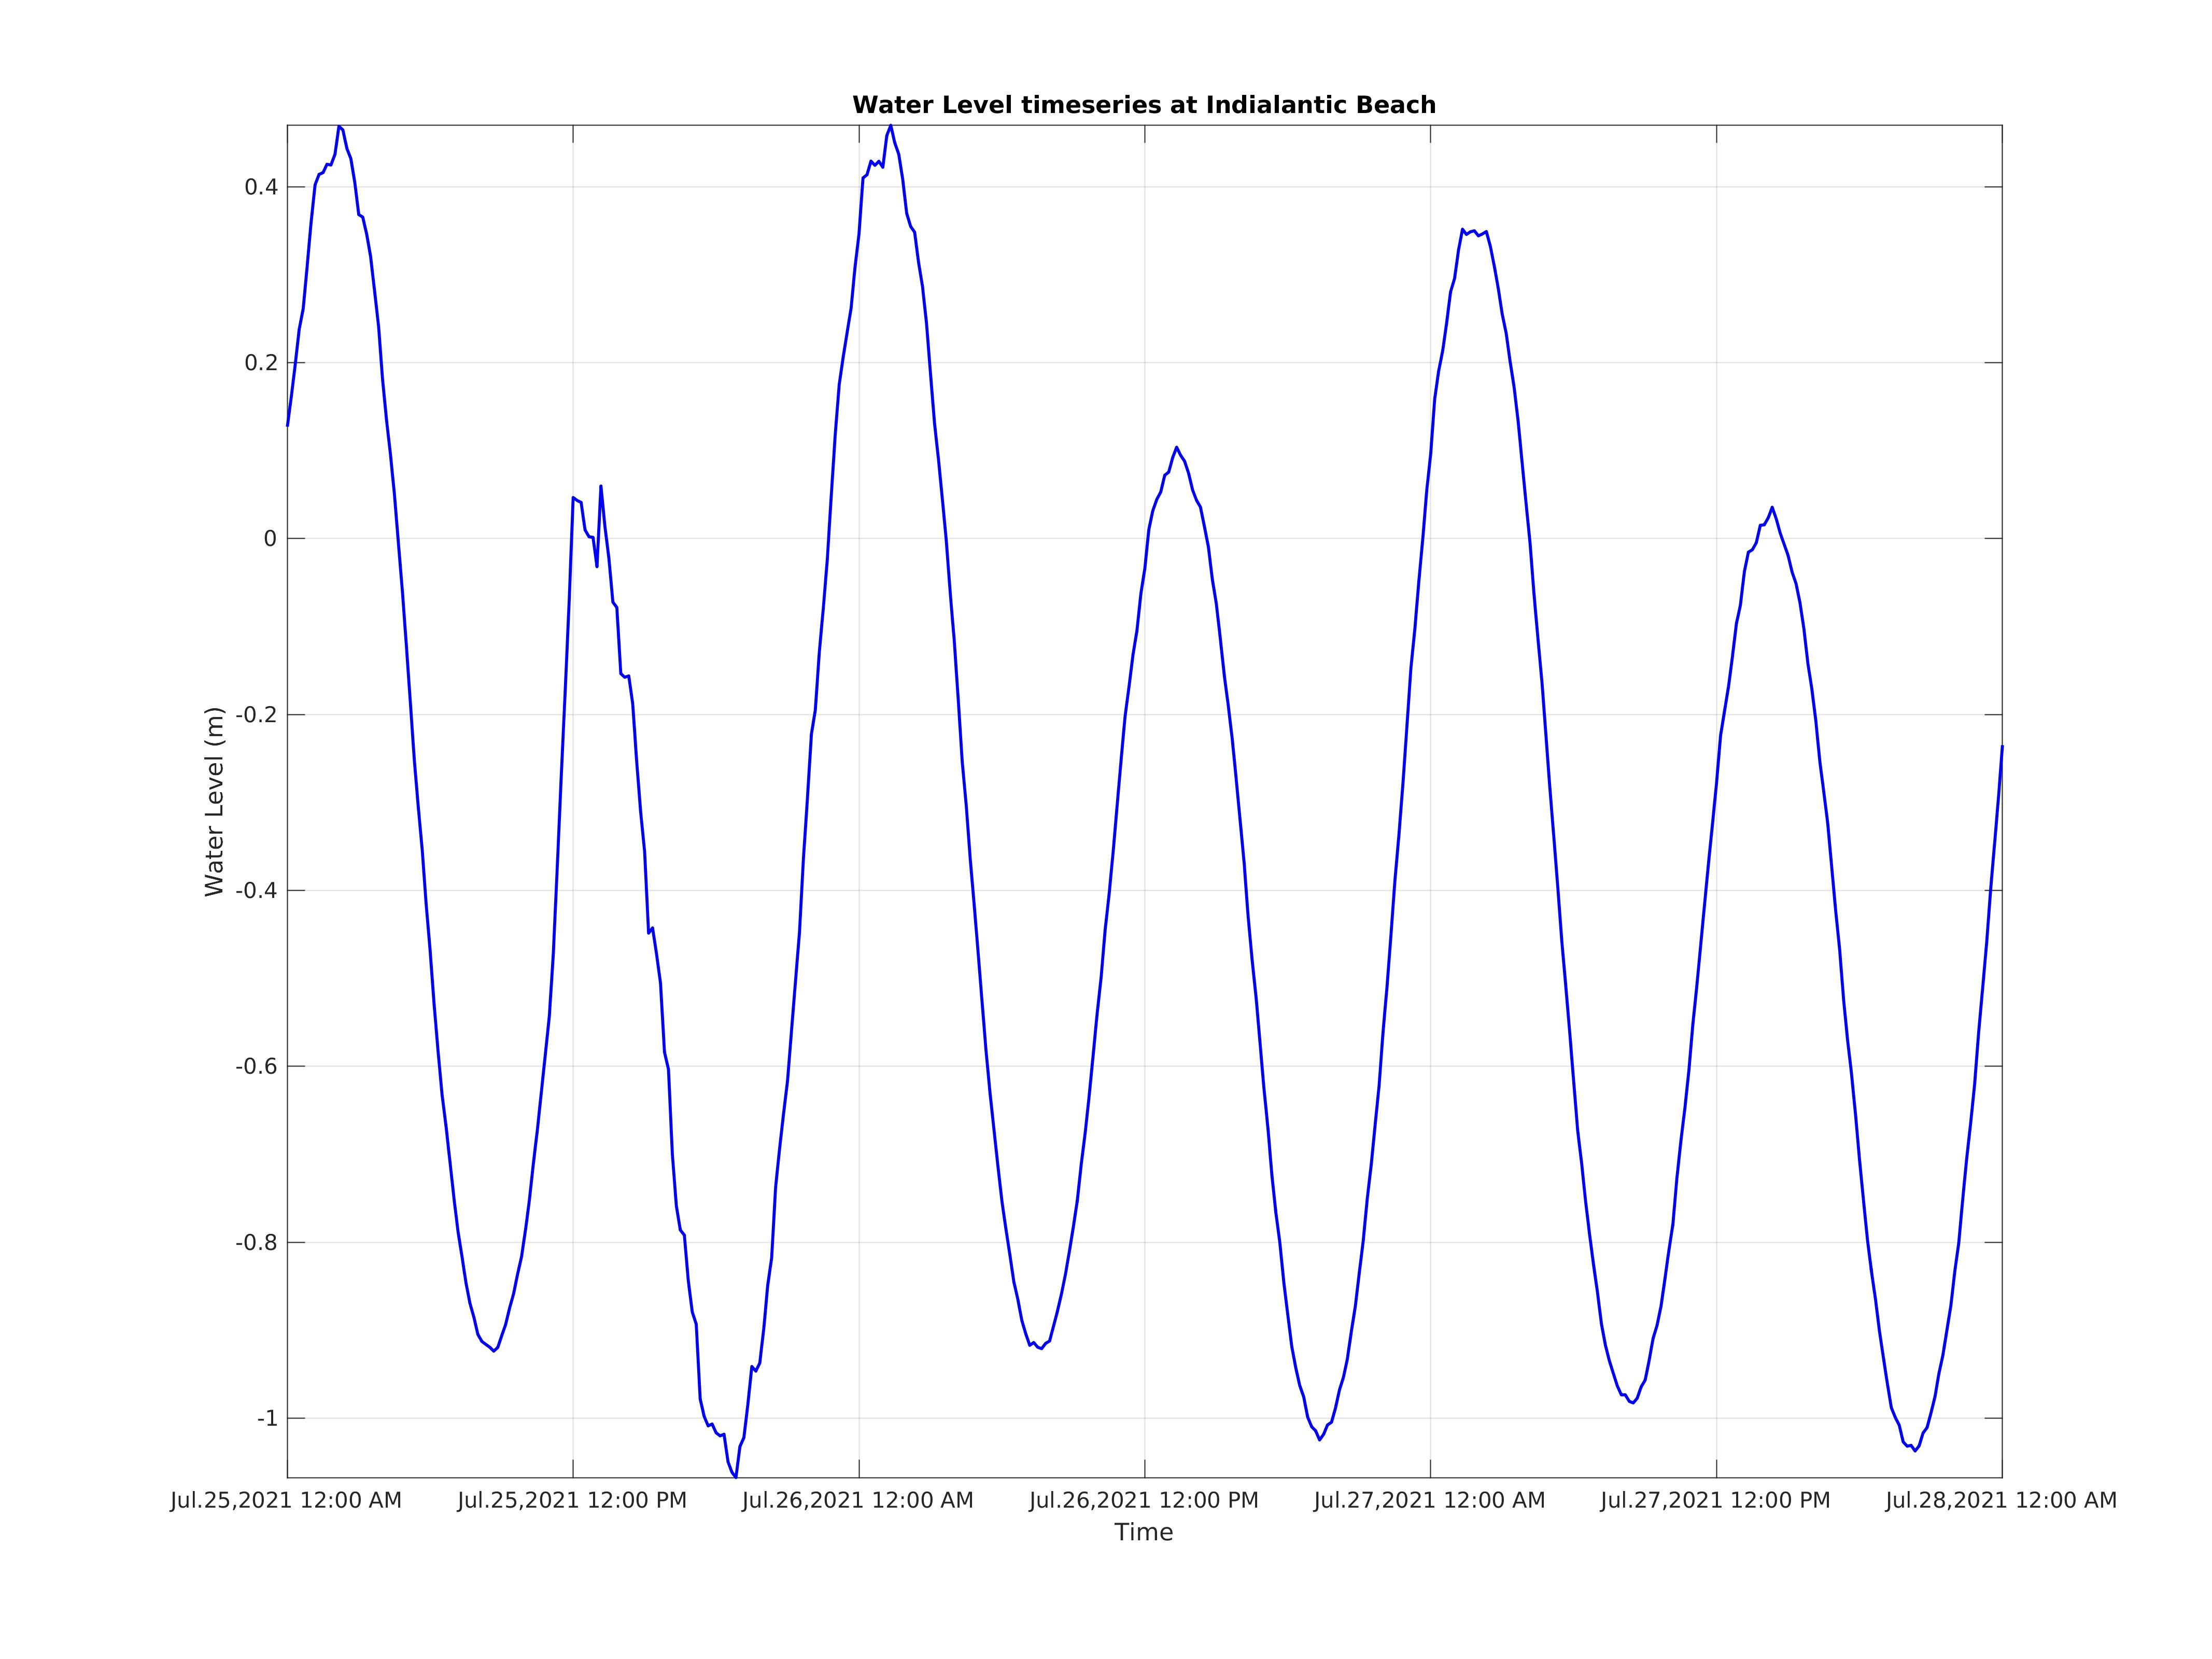 Water Level timeseries at Indialantic Beach
0.4
0.2
0
-0.2
-0.4
-0.6
-0.8
-1
Water Level (m)
Jul.25,2021 12:00 AM Jul.25,2021 12:00 PM Jul.26,2021 12:00 AM Jul.26,2021 12:00 PM Jul.27,2021 12:00 AM Jul.27,2021 12:00 PM Jul.28,2021 12:00 AM
Time